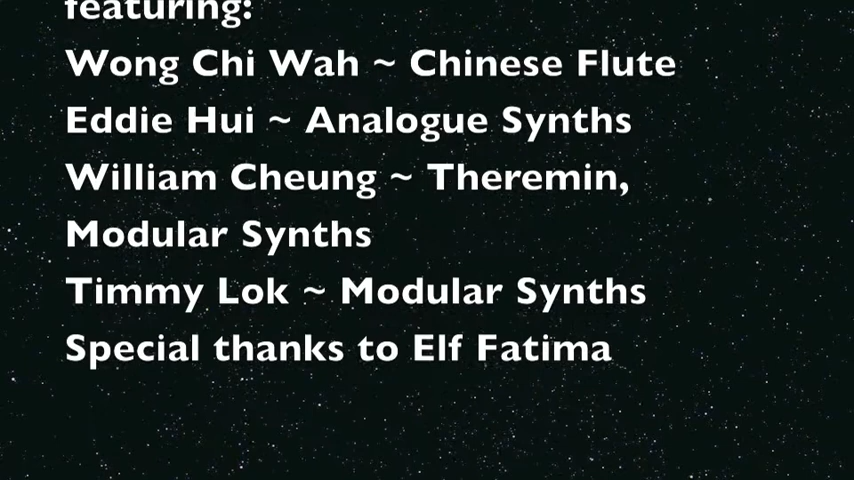 featuring:
Wong Chi Wah ~ Chinese Flute
Eddie Hui ~ Analogue Synths
William Cheung ~ Theremin,
Modular Synths
Timmy Lok ~ Modular Synths
Special thanks to Elf Fatima